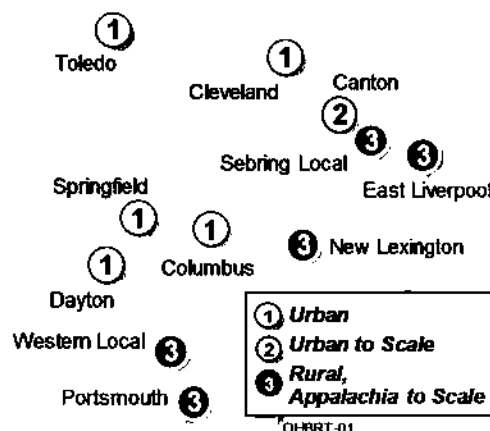 1
Toledo
1
Cleveland
Canton
2
3
Sebring Local
3
East Liverpool
Springfield
1
1
Columbus
3
New Lexington
1
Dayton
Western Local
3
Portsmouth
3
1 Urban
2 Urban to Scale
3 Rural,
Appalachia to Scale
OHBRT-01